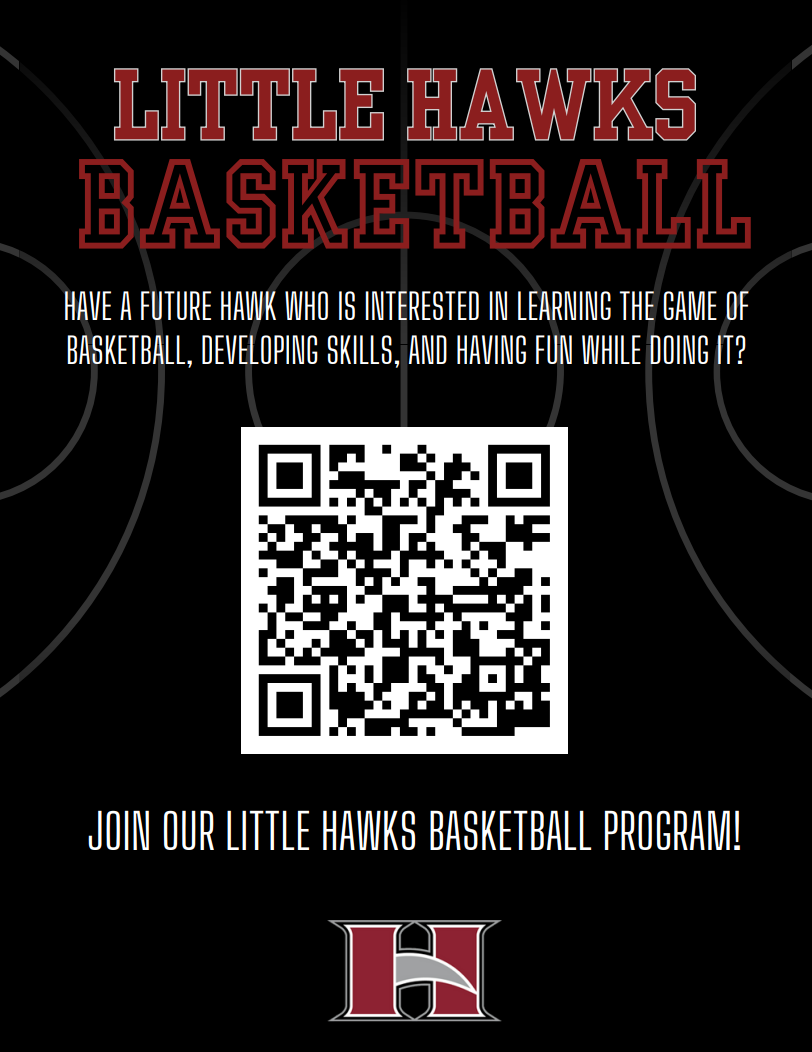 LITTLE HAWKS
BASKETBALL
HAVE A FUTURE HAWK WHO IS INTERESTED IN LEARNING THE GAME OF
BASKETBALL, DEVELOPING SKILLS, AND HAVING FUN WHILE DOING IT?
JOIN OUR LITTLE HAWKS BASKETBALL PROGRAM!
H